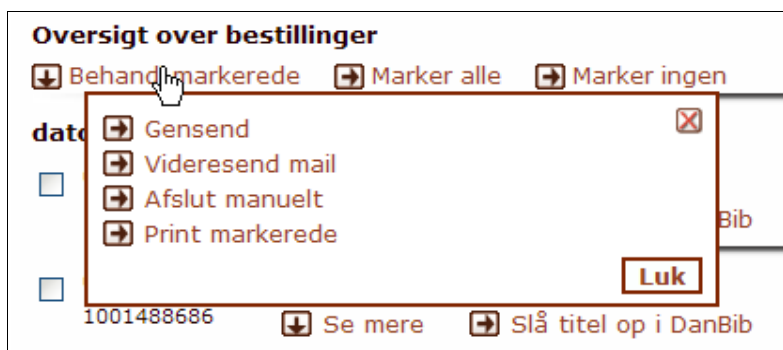 Oversigt over bestillinger
Behandl markerede Marker alle Marker ingen
dato
Gensend
Videresend mail
Afslut manuelt
Print markerede
Bib
Luk
1001488686 Se mere Slå titel op i DanBib